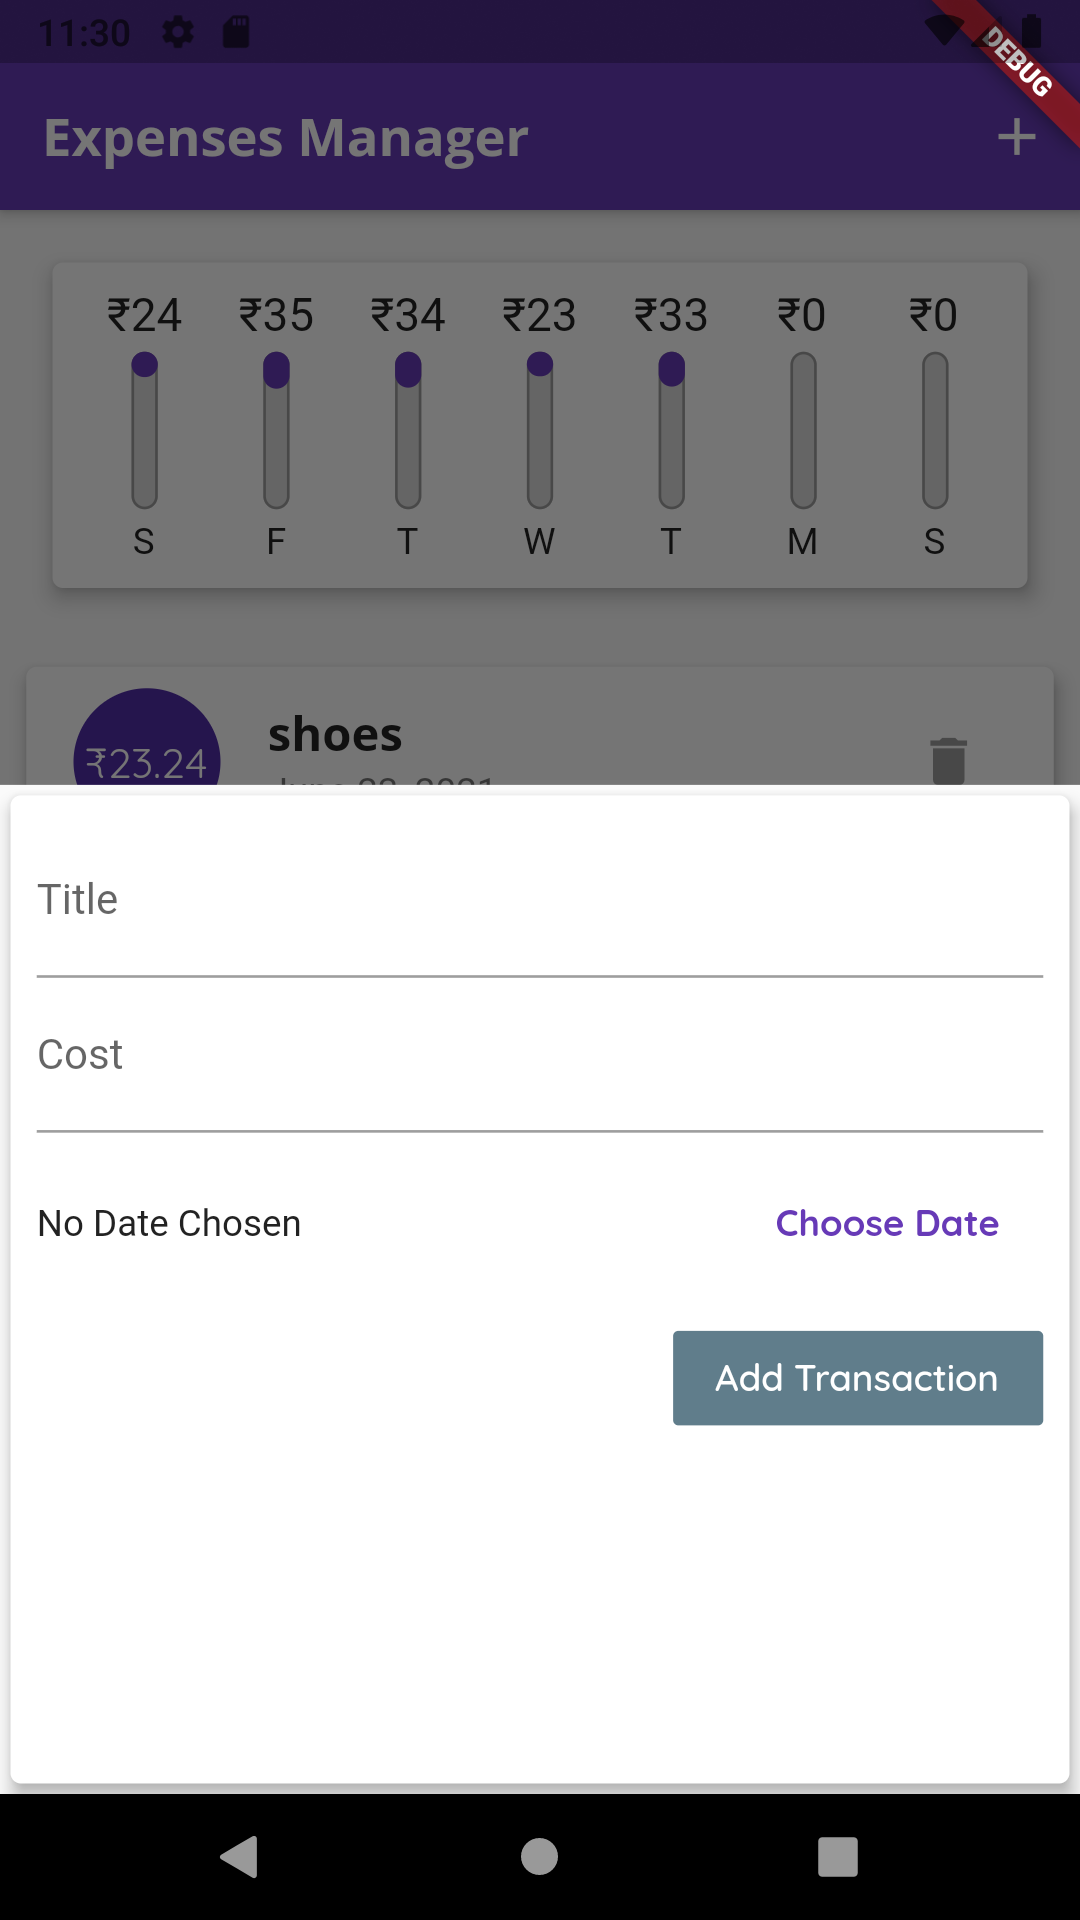 11:30
DEBUG
Expenses Manager
₹24 ₹35 ₹34 ₹23 ₹33 ₹0 ₹0
S F T W T M S
shoes
₹23.24
Title
Cost
No Date Chosen Choose Date
Add Transaction